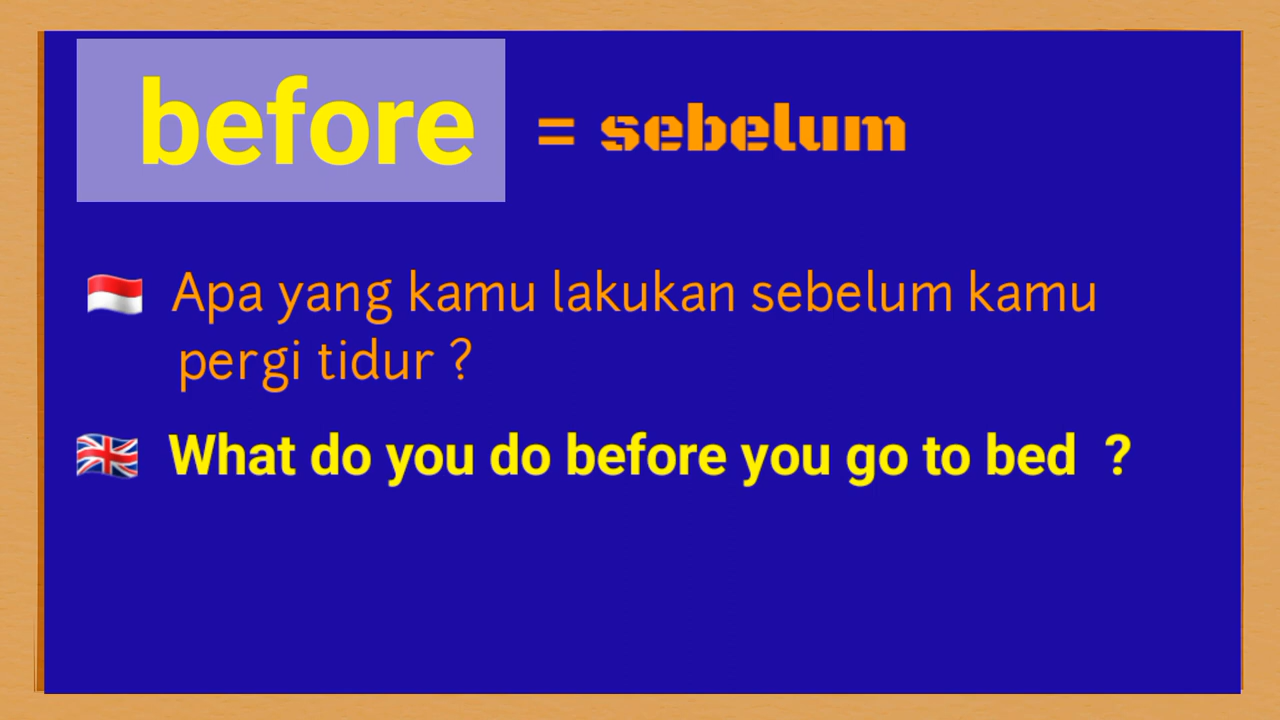 before = sebelum
Apa yang kamu lakukan sebelum kamu
pergi tidur ?
What do you do before you go to bed ?